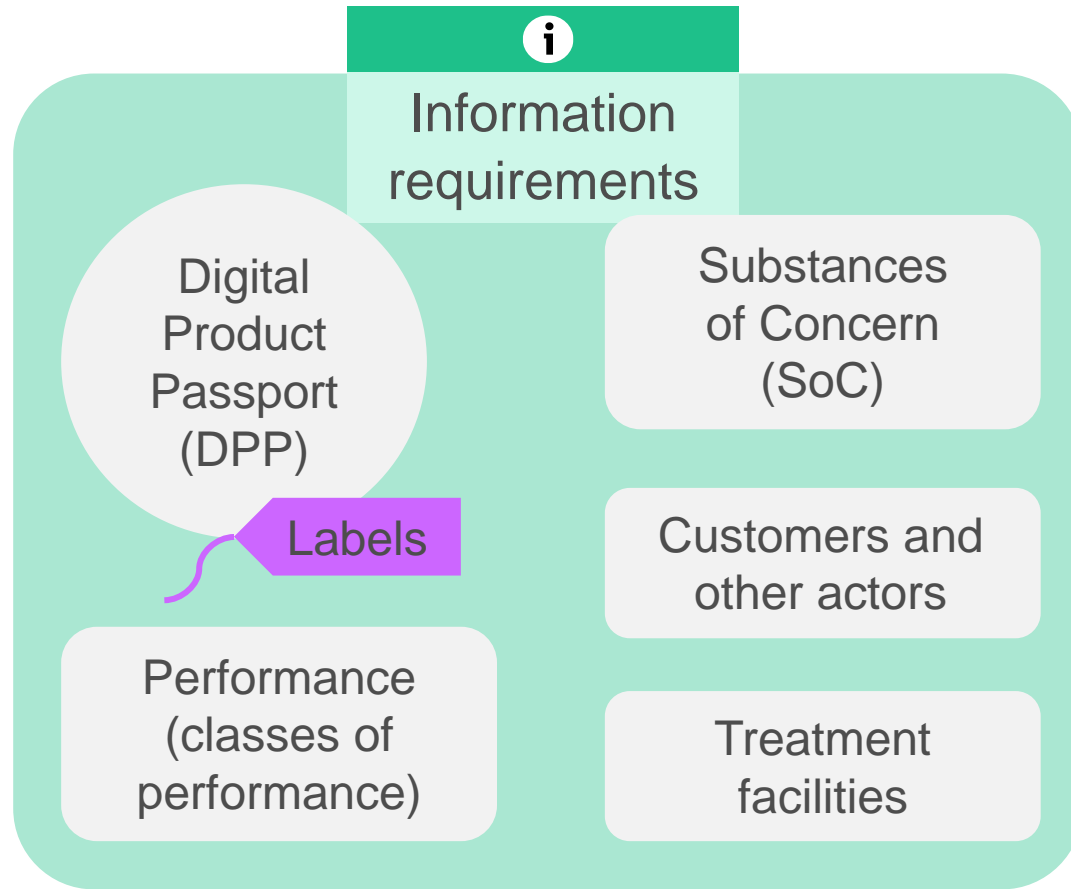 i
Information
requirements
Digital
Product
Passport
(DPP)
Labels
Performance
(classes of
performance)
Substances
of Concern
(SoC)
Customers and
other actors
Treatment
facilities